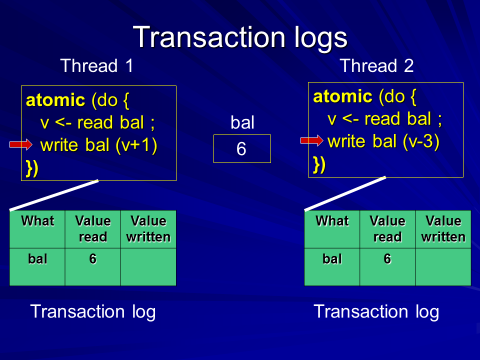 Transaction logs
Thread 1
atomic (do {
v <- read bal ;
write bal (v+1)
})
bal
6
Thread 2
atomic (do {
v <- read bal ;
write bal (v-3)
})
What Value read Value written
bal 6
Transaction log
What Value read Value written
bal 6
Transaction log